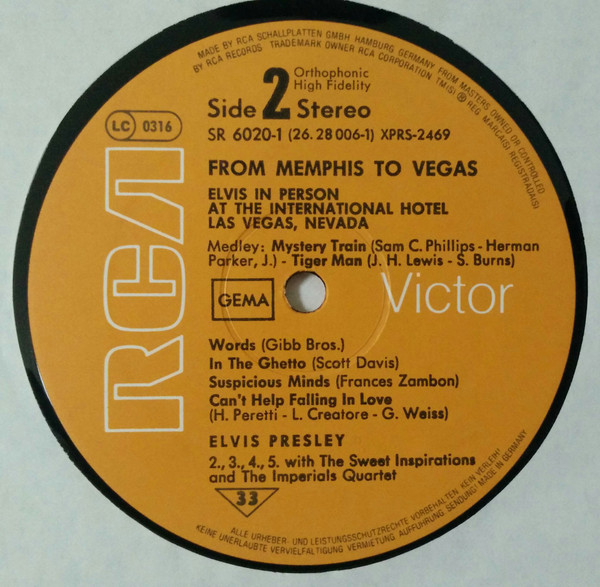 MADE BY RCA SCHALLPLATTEN GMBH HAMBURG GERMANY FROM MASTERS OWNED OR CONTROLLED
BY RCA RECORDS TRADEMARK OWNER RCA CORPORATION TM(S) ® REG. MARCA(S) REGISTRADA(S)
Orthophonic
High Fidelity
Side 2 Stereo
LC 0316
SR 6020-1 (26.28 006-1) XPRS-2469
FROM MEMPHIS TO VEGAS
ELVIS IN PERSON
AT THE INTERNATIONAL HOTEL
LAS VEGAS, NEVADA
Medley: Mystery Train (Sam C. Phillips - Herman
Parker, J.) - Tiger Man (J. H. Lewis - S. Burns)
RCA
GEMA
Victor
Words (Gibb Bros.)
In The Ghetto (Scott Davis)
Suspicious Minds (Frances Zambon)
Can't Help Falling In Love
(H. Peretti - L. Creatore - G. Weiss)
ELVIS PRESLEY
2., 3., 4., 5. with The Sweet Inspirations
and The Imperials Quartet
33
ALLE URHEBER- UND LEISTUNGSSCHUTZRECHTE VORBEHALTEN KEIN VERLEIH!
KEINE UNERLAUBTE VERVIELFÄLTIGUNG VERMIETUNG AUFFÜHRUNG SENDUNG! MADE IN GERMANY